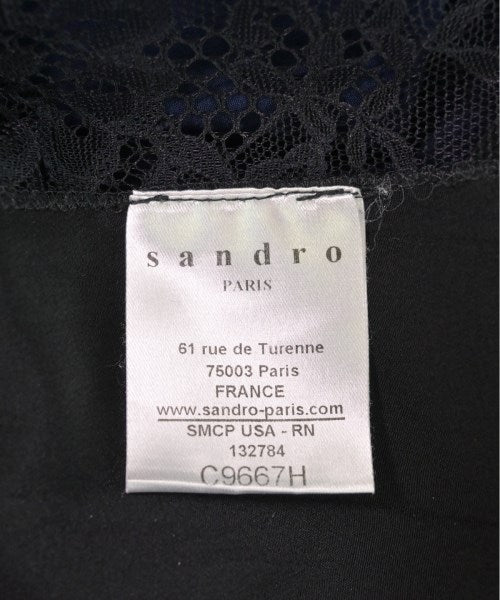 sandro
PARIS
61 rue de Turenne
75003 Paris
FRANCE
www.sandro-paris.com
SMCP USA - RN
132784
C9667H